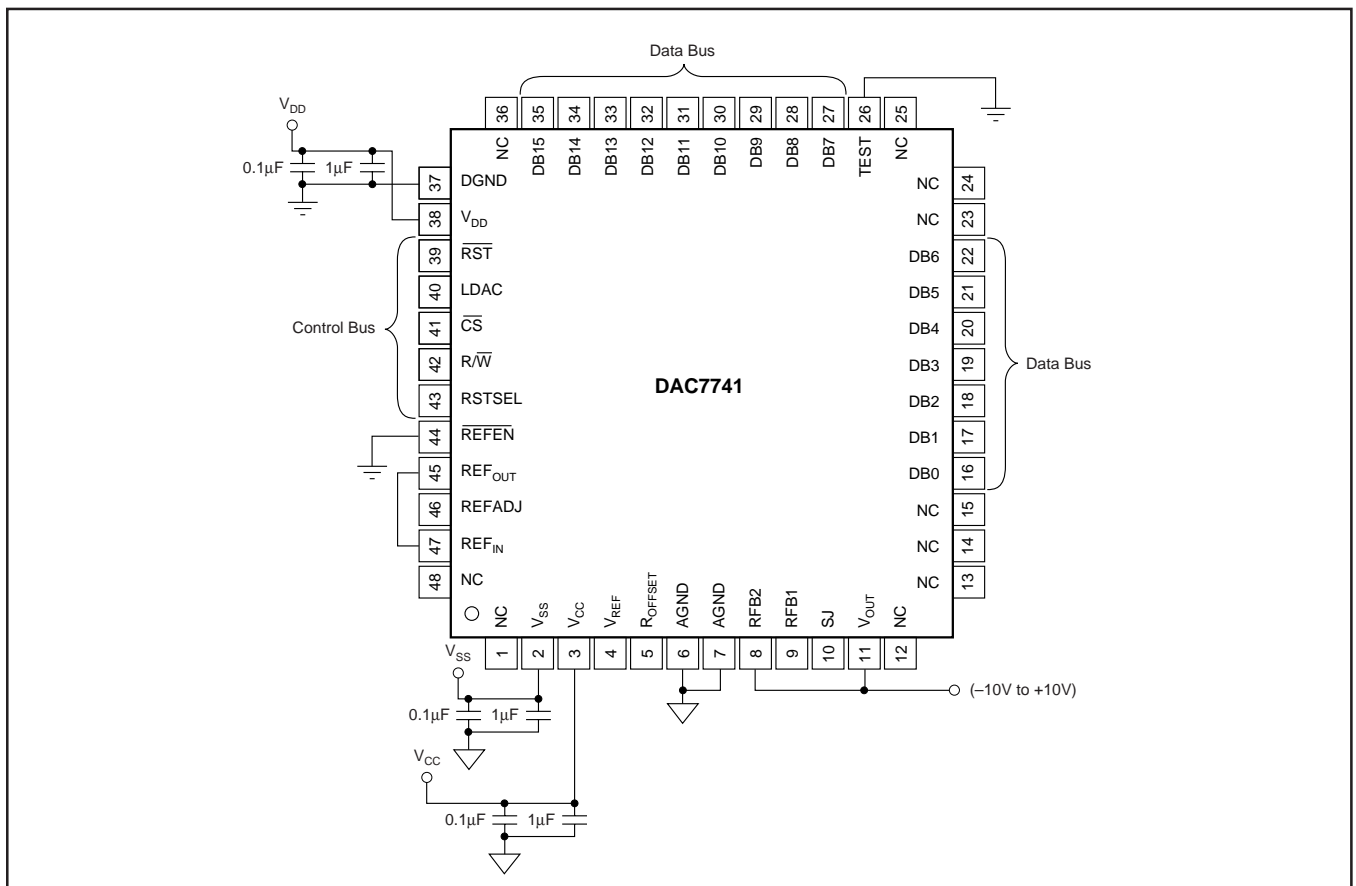 Data Bus
V_DD
0.1µF 1µF
36 35 34 33 32 31 30 29 28 27 26 25
NC DB15 DB14 DB13 DB12 DB11 DB10 DB9 DB8 DB7 TEST NC
37 DGND
38 V_DD
39 R̅S̅T̅
40 LDAC
41 C̅S̅
42 R/W̅
43 RSTSEL
44 R̅E̅F̅E̅N̅
45 REF_OUT
46 REFADJ
47 REF_IN
48 NC
Control Bus
DAC7741
NC 24
NC 23
DB6 22
DB5 21
DB4 20
DB3 19
DB2 18
DB1 17
DB0 16
NC 15
NC 14
NC 13
Data Bus
NC V_SS V_CC V_REF R_OFFSET AGND AGND RFB2 RFB1 SJ V_OUT NC
1 2 3 4 5 6 7 8 9 10 11 12
V_SS
0.1µF 1µF
(–10V to +10V)
V_CC
0.1µF 1µF